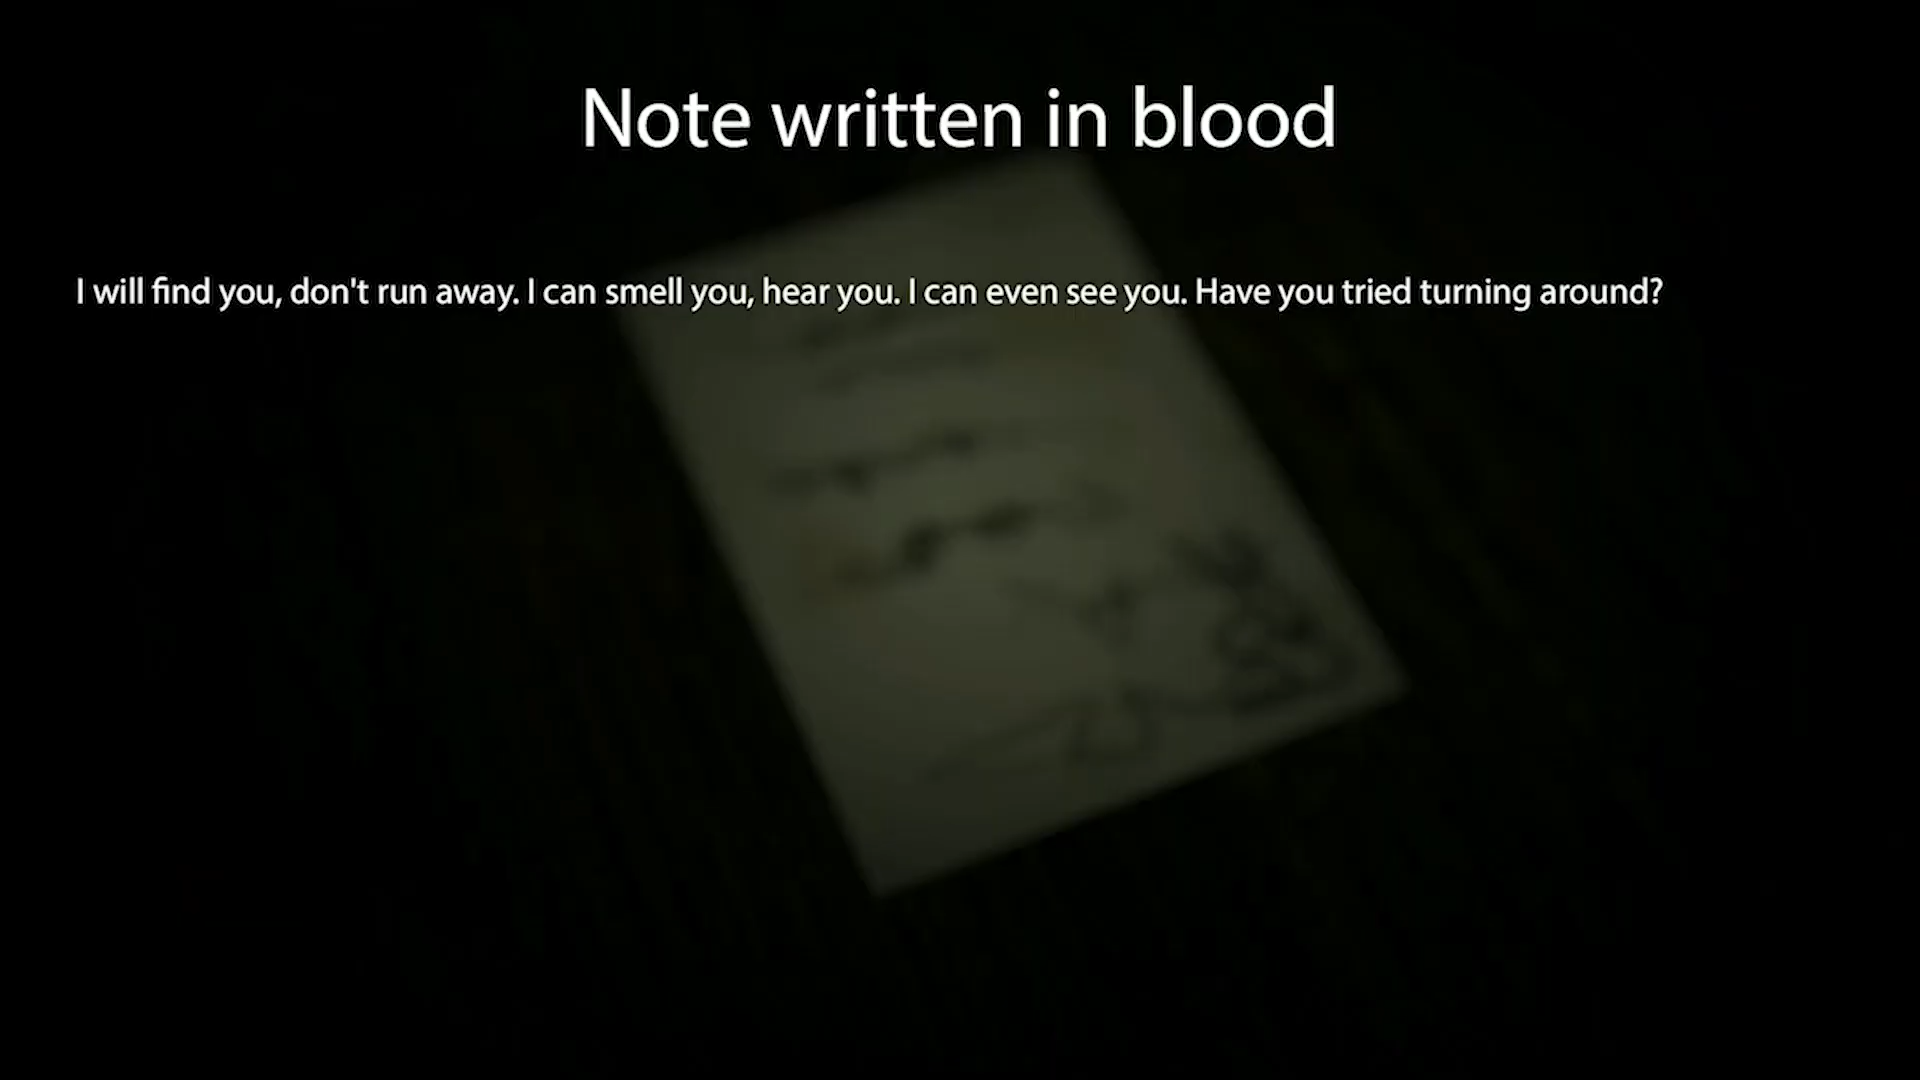 Note written in blood
I will find you, don't run away. I can smell you, hear you. I can even see you. Have you tried turning around?